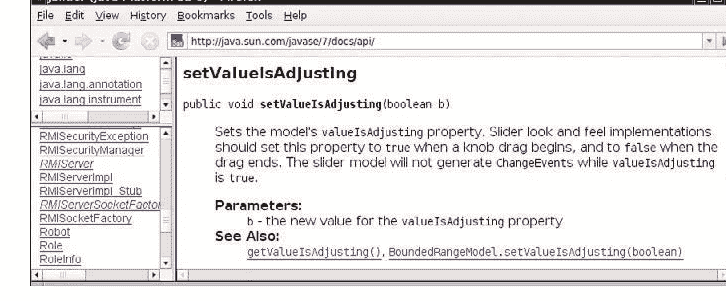 File Edit View History Bookmarks Tools Help
http://java.sun.com/javase/7/docs/api/
java.lang
java.lang.annotation
java.lang.instrument
RMISecurityException
RMISecurityManager
RMIServer
RMIServerImpl
RMIServerImpl_Stub
RMIServerSocketFactor
RMISocketFactory
Robot
Role
RoleInfo
setValueIsAdjusting
public void setValueIsAdjusting(boolean b)
Sets the model's valueIsAdjusting property. Slider look and feel implementations
should set this property to true when a knob drag begins, and to false when the
drag ends. The slider model will not generate ChangeEvents while valueIsAdjusting
is true.
Parameters:
b - the new value for the valueIsAdjusting property
See Also:
getValueIsAdjusting(), BoundedRangeModel.setValueIsAdjusting(boolean)